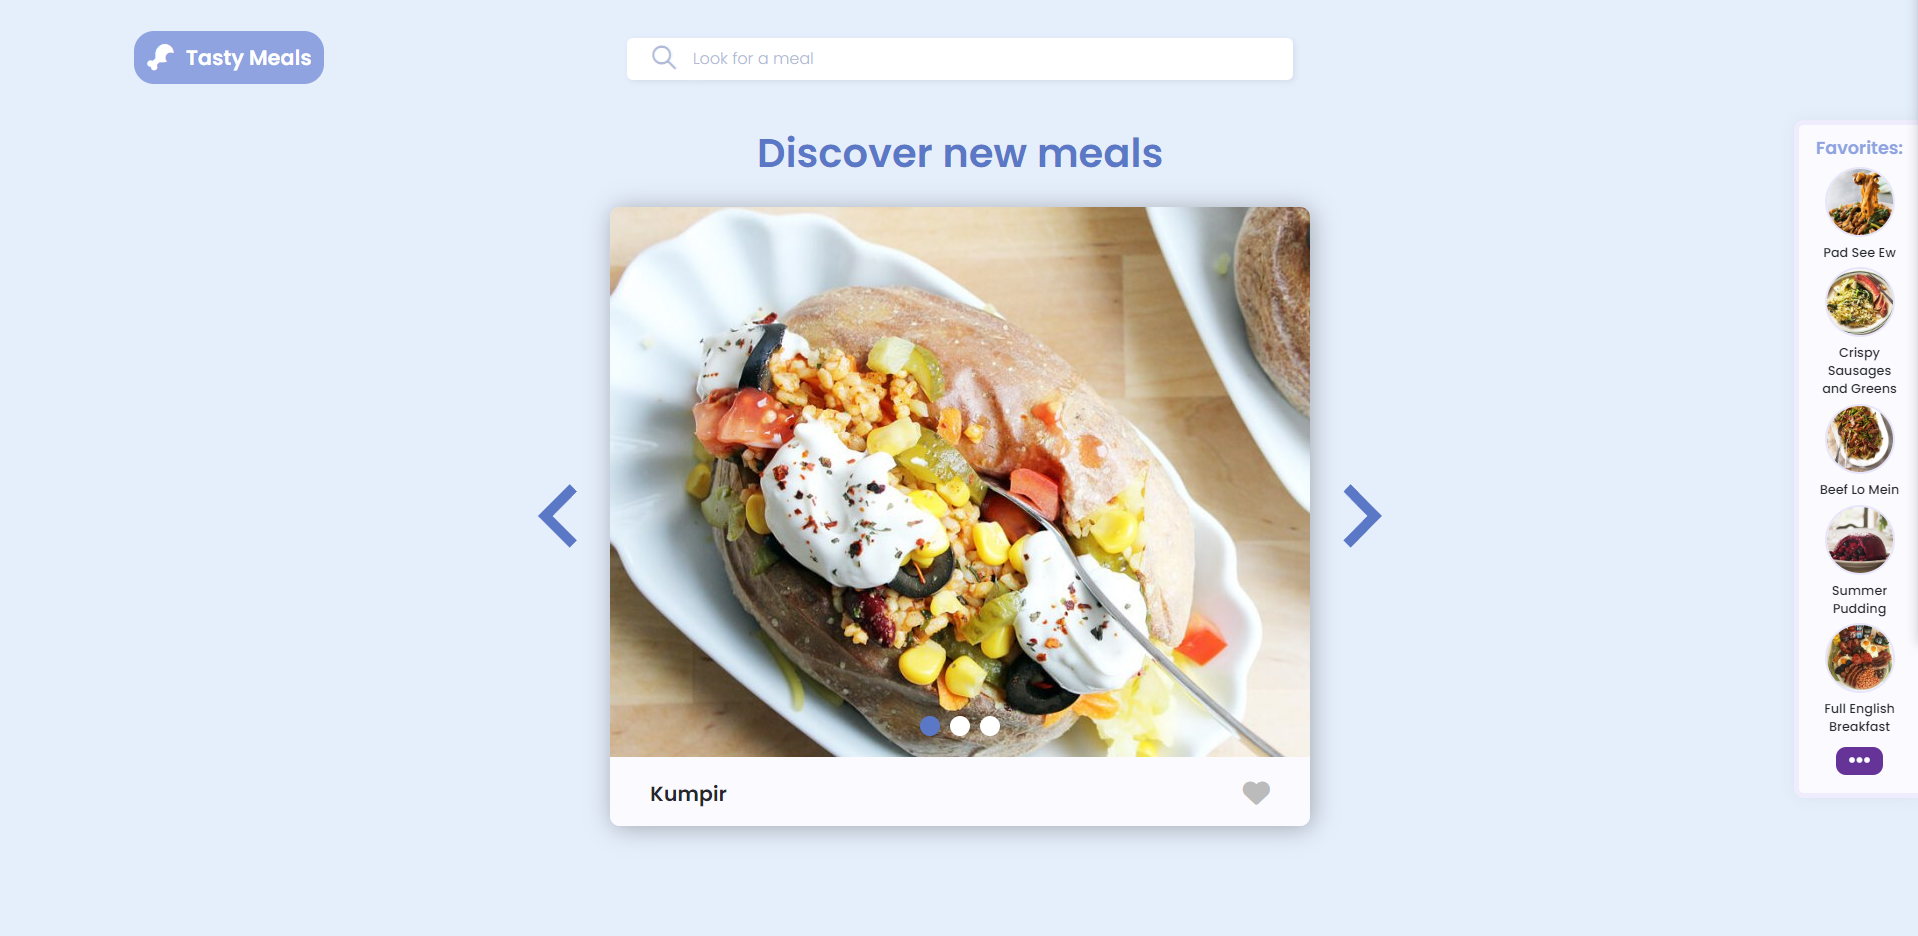 Tasty Meals
Look for a meal
Discover new meals
Kumpir
Favorites:
Pad See Ew
Crispy
Sausages
and Greens
Beef Lo Mein
Summer
Pudding
Full English
Breakfast